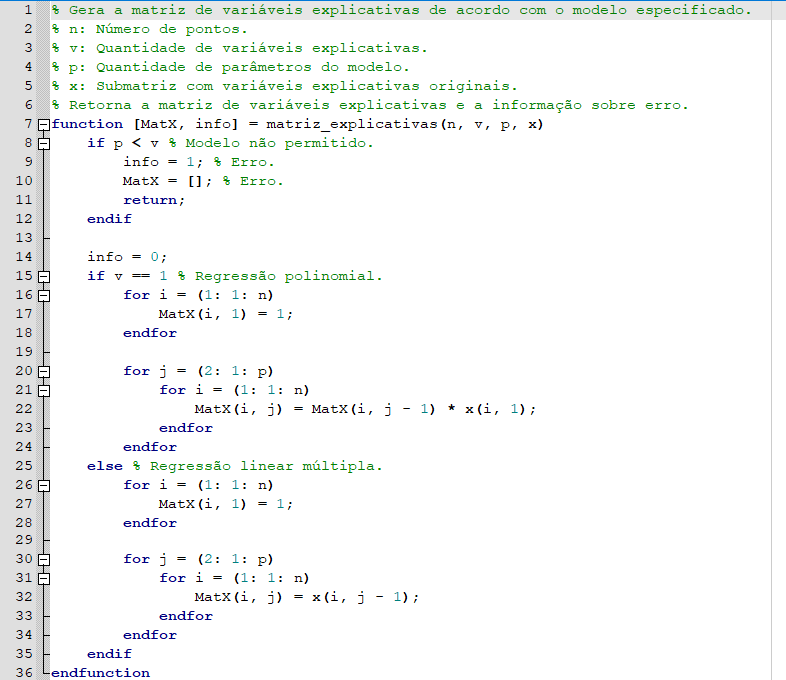 1 % Gera a matriz de variáveis explicativas de acordo com o modelo especificado.
2 % n: Número de pontos.
3 % v: Quantidade de variáveis explicativas.
4 % p: Quantidade de parâmetros do modelo.
5 % x: Submatriz com variáveis explicativas originais.
6 % Retorna a matriz de variáveis explicativas e a informação sobre erro.
7 function [MatX, info] = matriz_explicativas(n, v, p, x)
8     if p < v % Modelo não permitido.
9         info = 1; % Erro.
10         MatX = []; % Erro.
11         return;
12     endif
13
14     info = 0;
15     if v == 1 % Regressão polinomial.
16         for i = (1: 1: n)
17             MatX(i, 1) = 1;
18         endfor
19
20         for j = (2: 1: p)
21             for i = (1: 1: n)
22                 MatX(i, j) = MatX(i, j - 1) * x(i, 1);
23             endfor
24         endfor
25     else % Regressão linear múltipla.
26         for i = (1: 1: n)
27             MatX(i, 1) = 1;
28         endfor
29
30         for j = (2: 1: p)
31             for i = (1: 1: n)
32                 MatX(i, j) = x(i, j - 1);
33             endfor
34         endfor
35     endif
36 endfunction